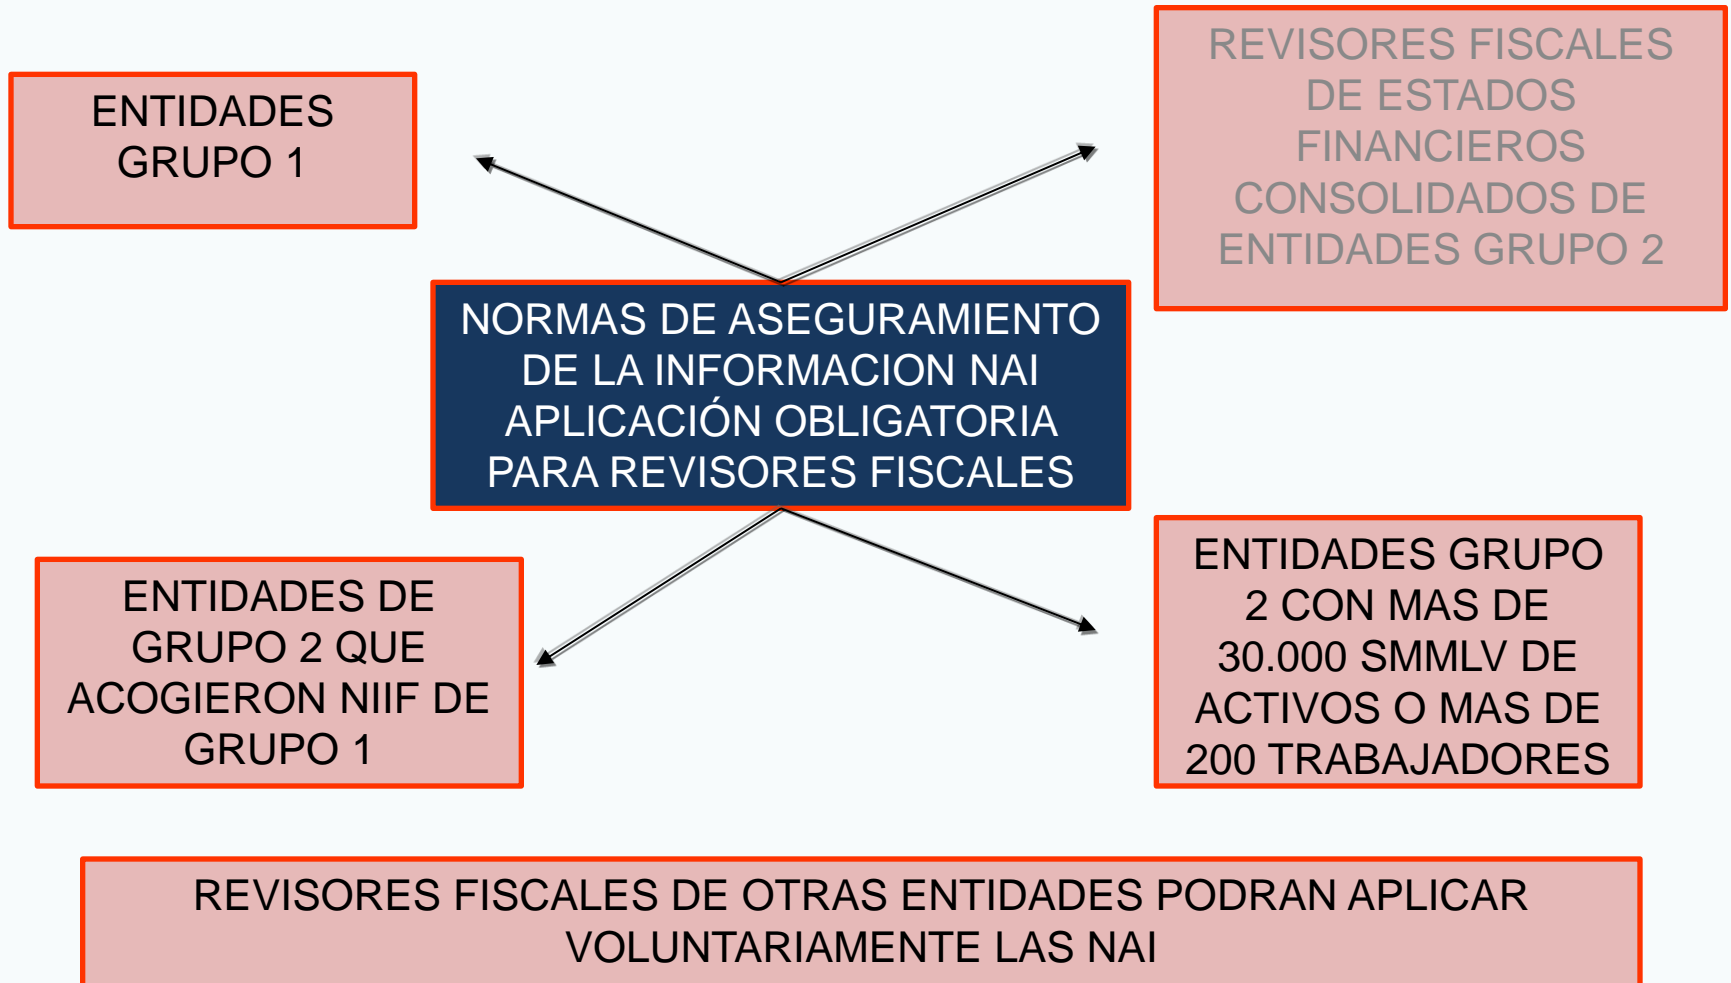 ENTIDADES
GRUPO 1
REVISORES FISCALES
DE ESTADOS
FINANCIEROS
CONSOLIDADOS DE
ENTIDADES GRUPO 2
NORMAS DE ASEGURAMIENTO
DE LA INFORMACION NAI
APLICACIÓN OBLIGATORIA
PARA REVISORES FISCALES
ENTIDADES DE
GRUPO 2 QUE
ACOGIERON NIIF DE
GRUPO 1
ENTIDADES GRUPO
2 CON MAS DE
30.000 SMMLV DE
ACTIVOS O MAS DE
200 TRABAJADORES
REVISORES FISCALES DE OTRAS ENTIDADES PODRAN APLICAR
VOLUNTARIAMENTE LAS NAI